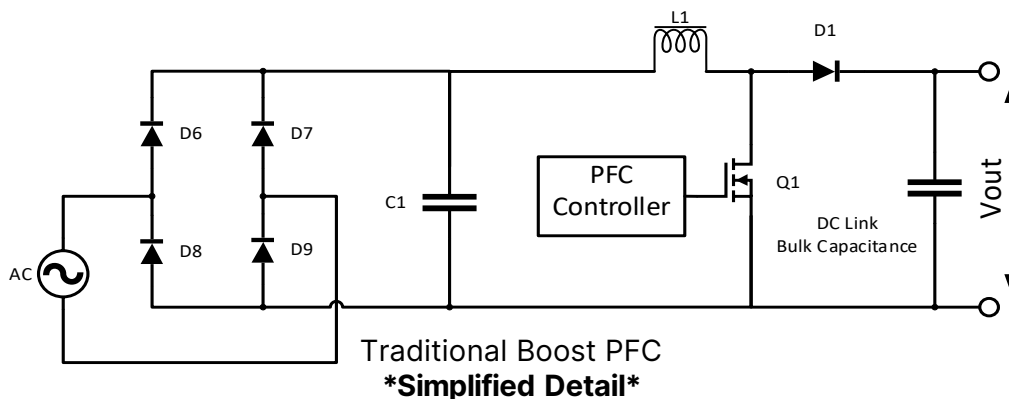 L1
D1
D6
D7
PFC
Controller
Q1
C1
Vout
DC Link
Bulk Capacitance
D8
D9
AC
Traditional Boost PFC
*Simplified Detail*